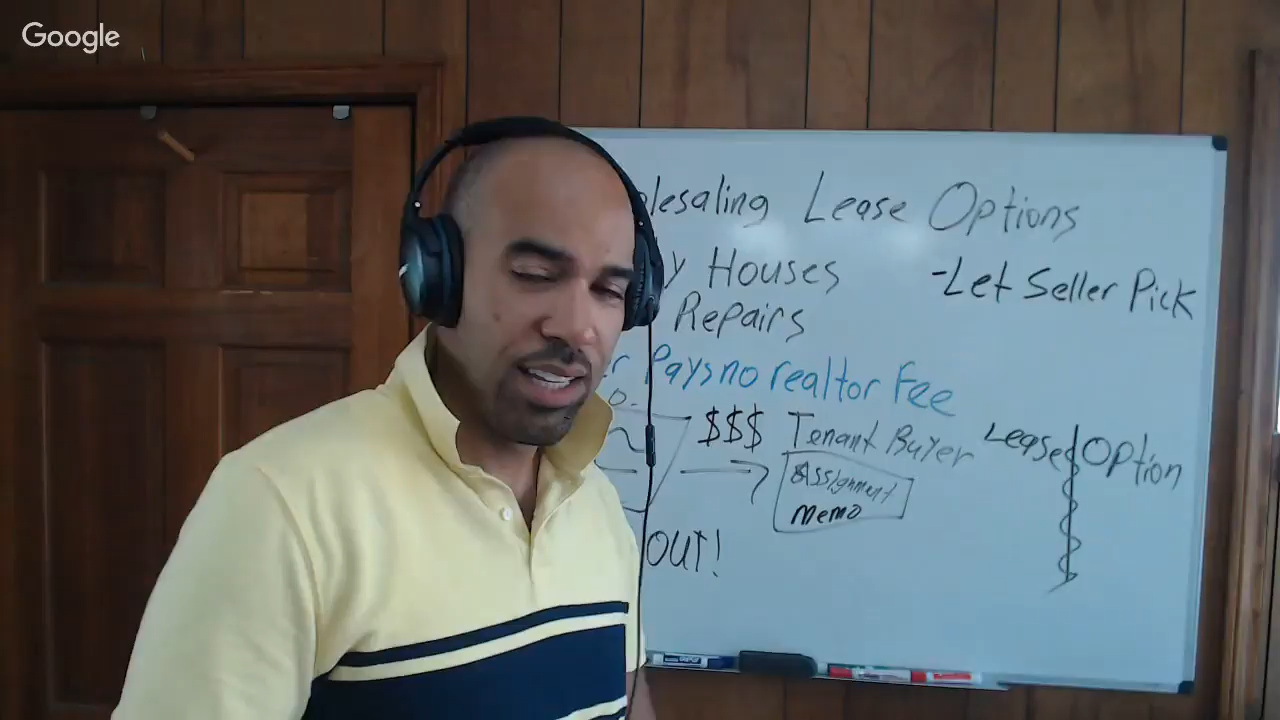 Google
lesaling Lease Options
y Houses
-Let Seller Pick
Repairs
r Pays no realtor Fee
$$$ Tenant Buyer
Lease Option
Assignment
memo
OUT!